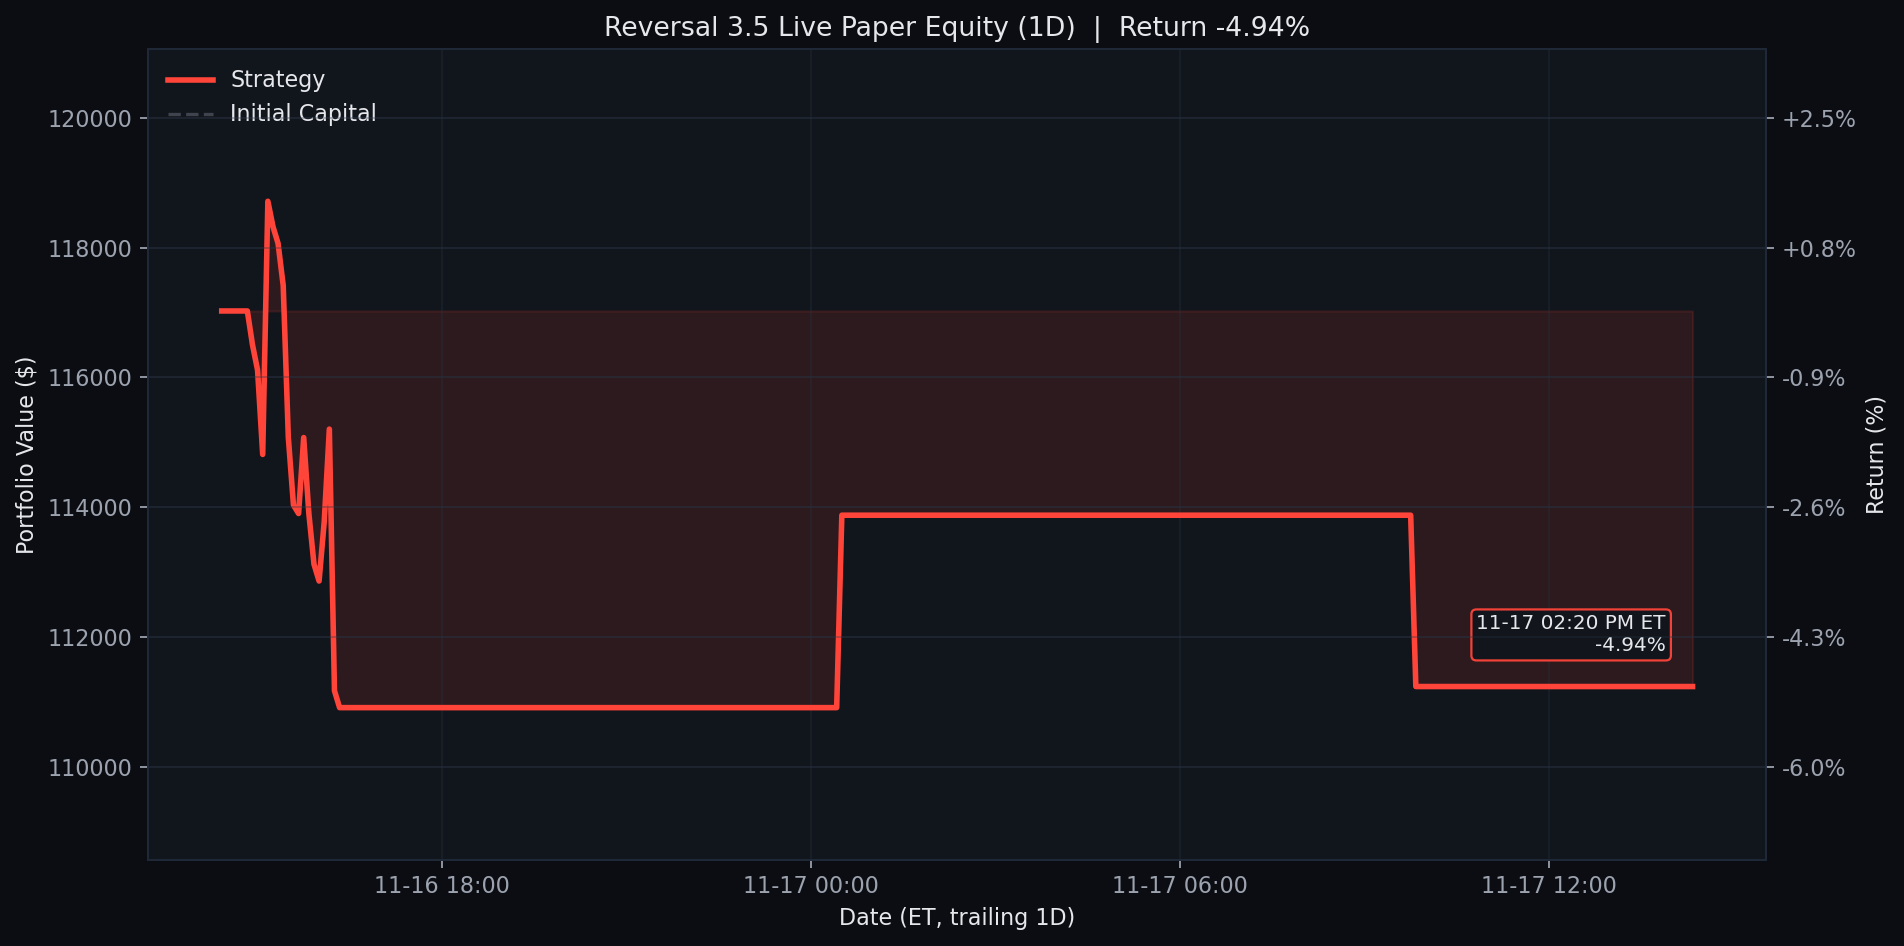 Reversal 3.5 Live Paper Equity (1D)  |  Return -4.94%
Strategy
Initial Capital
Portfolio Value ($)
120000
118000
116000
114000
112000
110000
+2.5%
+0.8%
-0.9%
-2.6%
-4.3%
-6.0%
Return (%)
11-17 02:20 PM ET
-4.94%
11-16 18:00
11-17 00:00
11-17 06:00
11-17 12:00
Date (ET, trailing 1D)